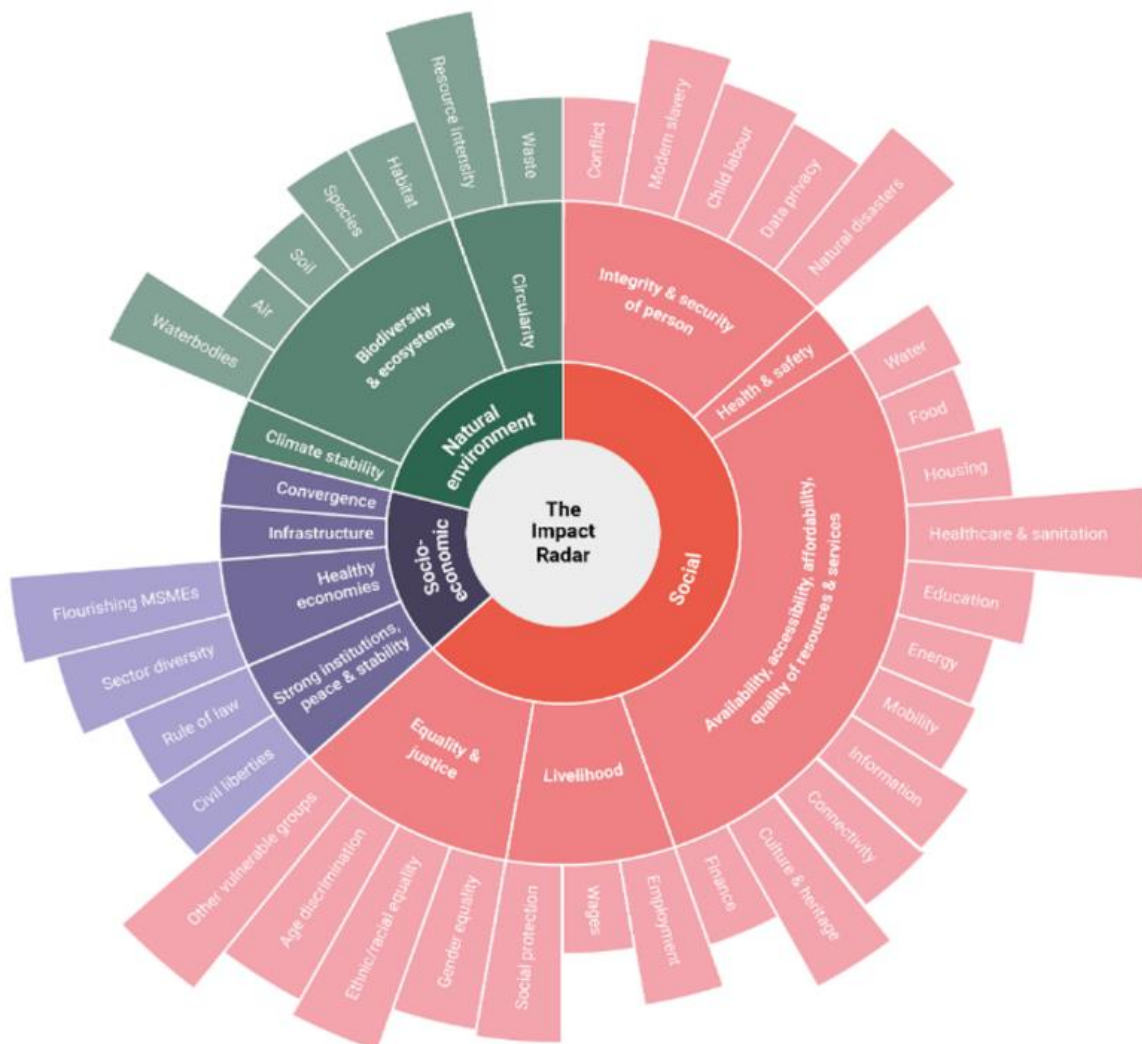 The
Impact
Radar
Social
Integrity & security
of person
Conflict
Modern slavery
Child labour
Data privacy
Natural disasters
Health & safety
Availability, accessibility, affordability,
quality of resources & services
Water
Food
Housing
Healthcare & sanitation
Education
Energy
Mobility
Information
Connectivity
Culture & heritage
Finance
Livelihood
Employment
Wages
Social protection
Equality &
justice
Gender equality
Ethnic/racial equality
Age discrimination
Other vulnerable groups
Socio-
economic
Strong institutions,
peace & stability
Civil liberties
Rule of law
Healthy
economies
Sector diversity
Flourishing MSMEs
Infrastructure
Convergence
Natural
environment
Climate stability
Biodiversity
& ecosystems
Waterbodies
Air
Soil
Species
Habitat
Circularity
Resource intensity
Waste